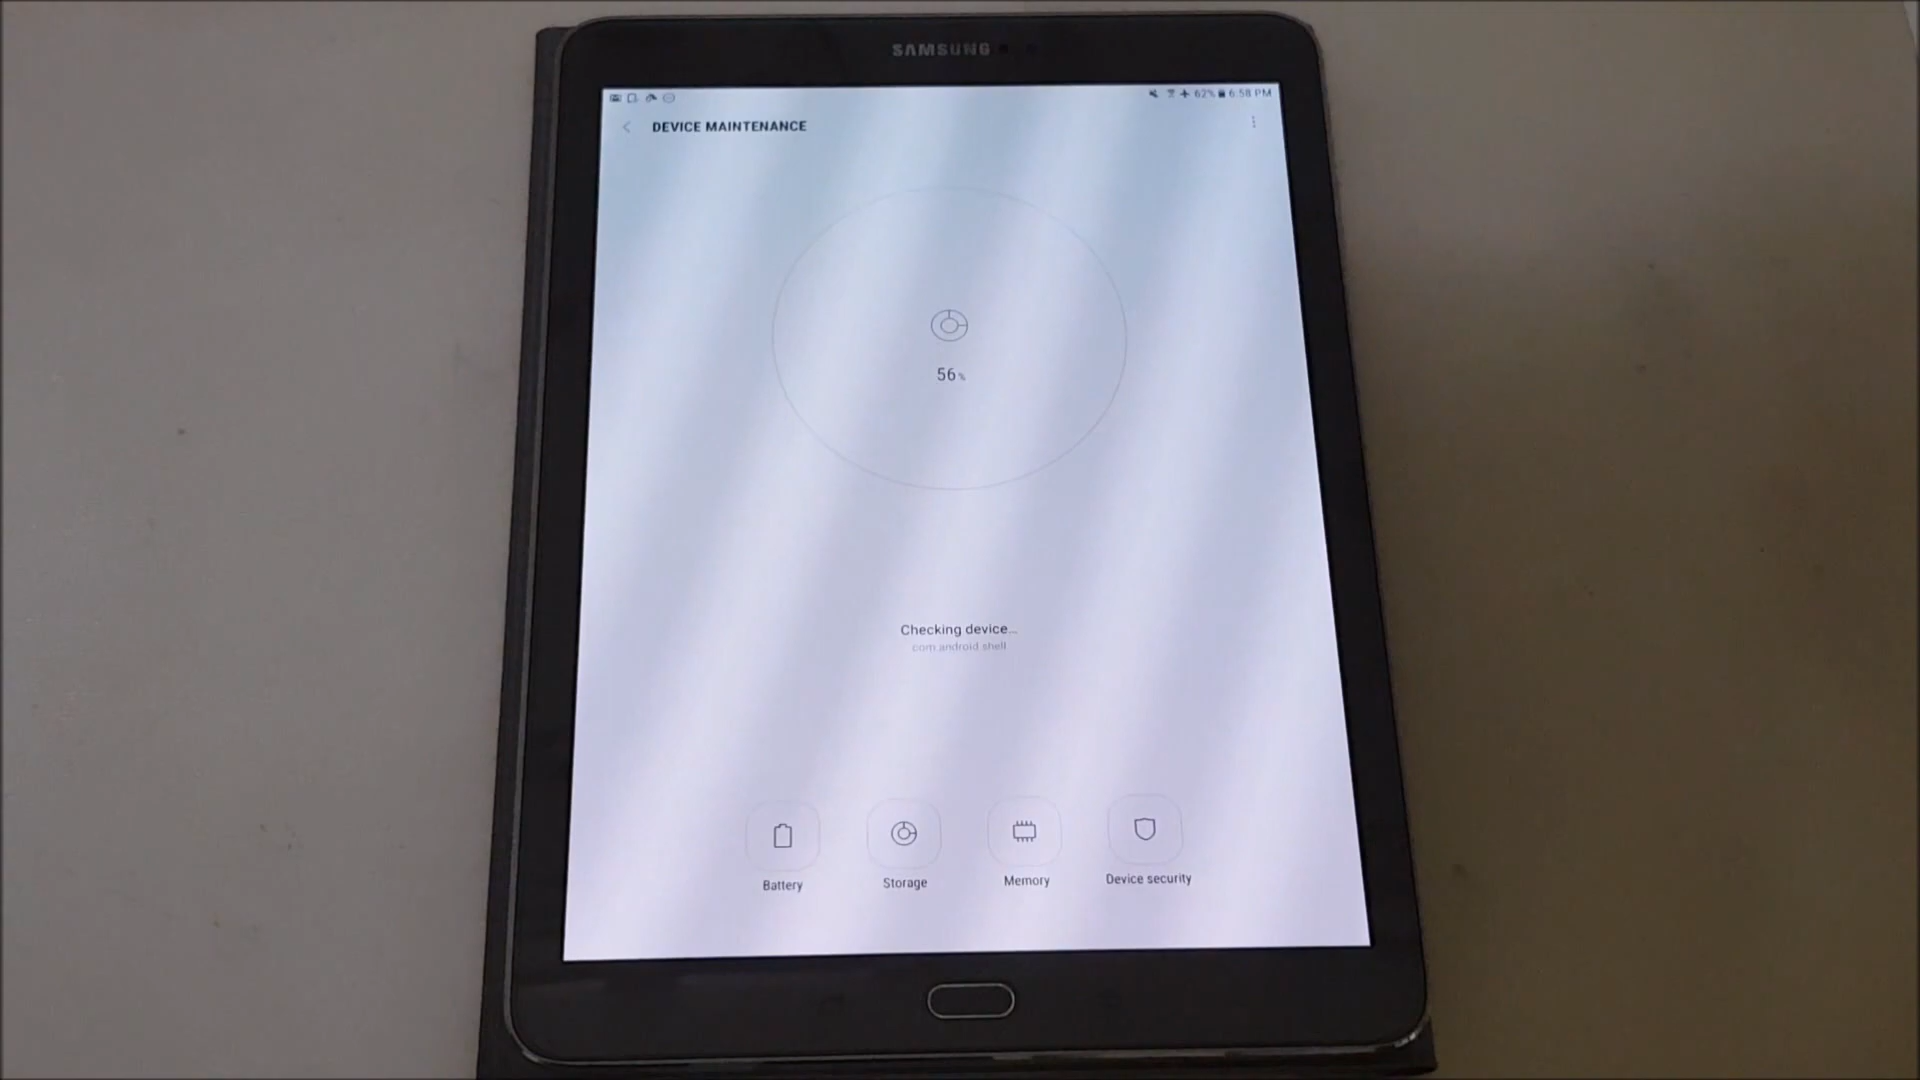 SAMSUNG
62% 6:58 PM
DEVICE MAINTENANCE
56%
Checking device...
com.android.shell
Battery
Storage
Memory
Device security